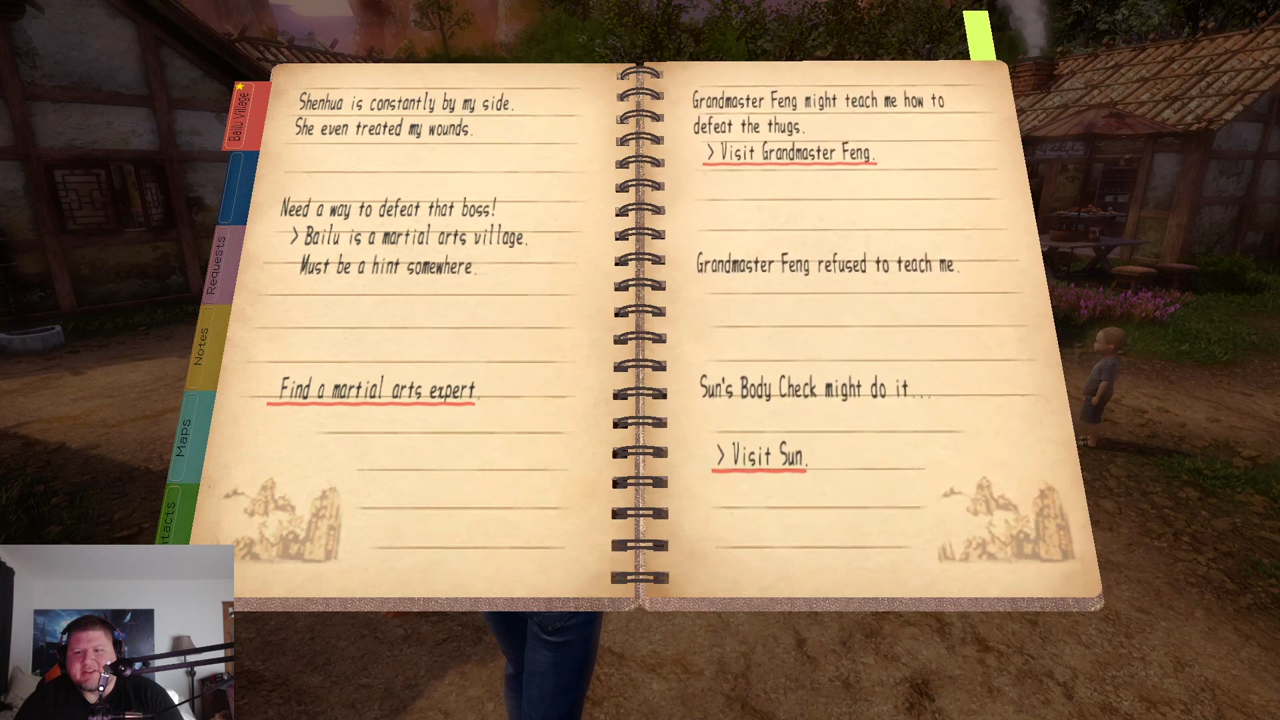 Shenhua is constantly by my side.
She even treated my wounds.
Need a way to defeat that boss!
> Bailu is a martial arts village.
Must be a hint somewhere.
Find a martial arts expert.
Grandmaster Feng might teach me how to
defeat the thugs.
> Visit Grandmaster Feng.
Grandmaster Feng refused to teach me.
Sun's Body Check might do it...
> Visit Sun.
Bailu Village
Requests
Notes
Maps
tacts